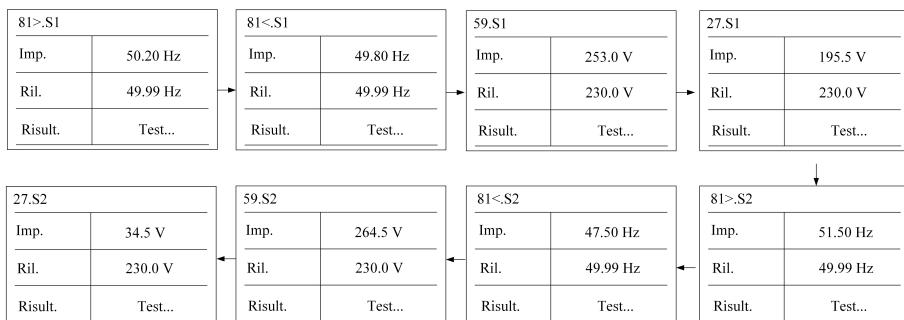 81>.S1
Imp. 50.20 Hz
Ril. 49.99 Hz
Risult. Test...
81<.S1
Imp. 49.80 Hz
Ril. 49.99 Hz
Risult. Test...
59.S1
Imp. 253.0 V
Ril. 230.0 V
Risult. Test...
27.S1
Imp. 195.5 V
Ril. 230.0 V
Risult. Test...
81>.S2
Imp. 51.50 Hz
Ril. 49.99 Hz
Risult. Test...
81<.S2
Imp. 47.50 Hz
Ril. 49.99 Hz
Risult. Test...
59.S2
Imp. 264.5 V
Ril. 230.0 V
Risult. Test...
27.S2
Imp. 34.5 V
Ril. 230.0 V
Risult. Test...